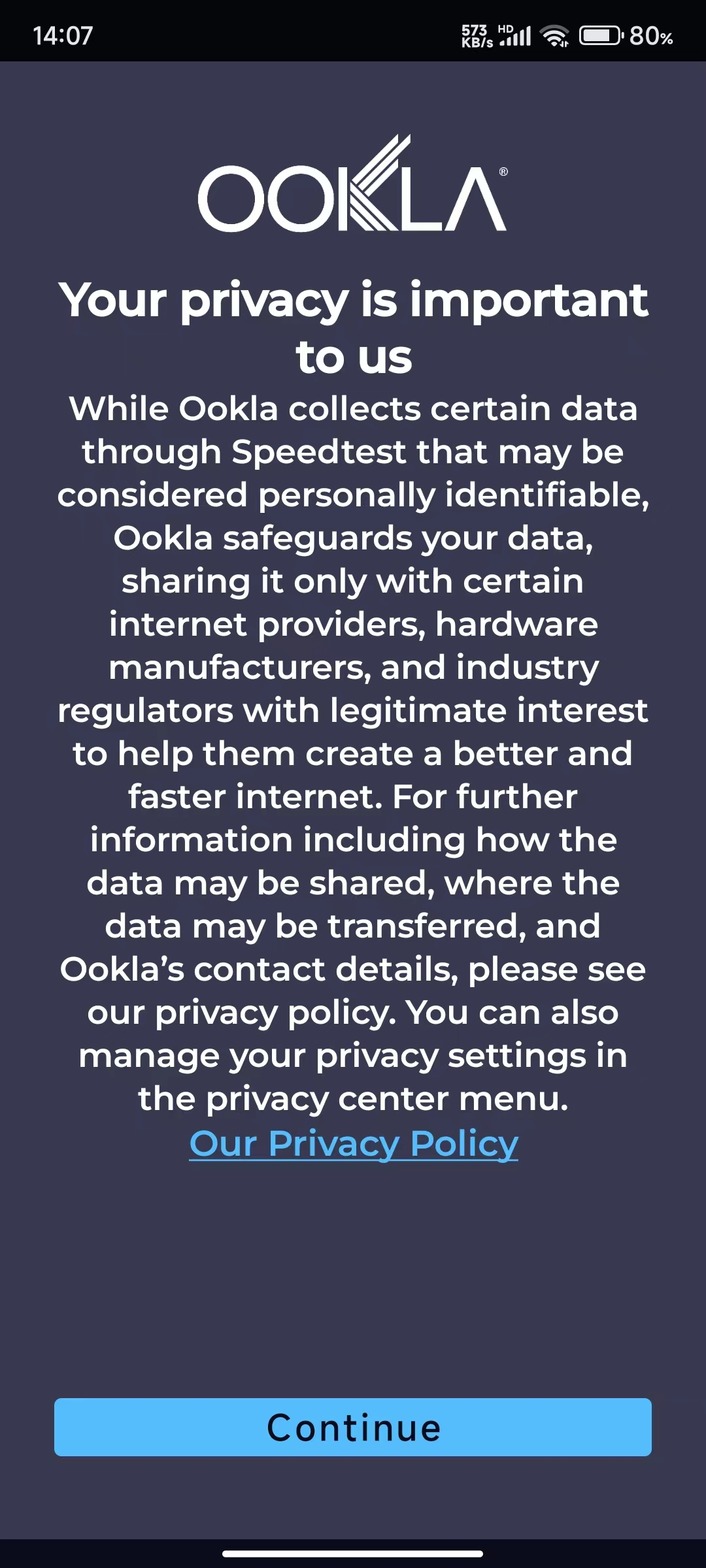 14:07
573 KB/s HD 80%
OOKLA®
Your privacy is important
to us
While Ookla collects certain data
through Speedtest that may be
considered personally identifiable,
Ookla safeguards your data,
sharing it only with certain
internet providers, hardware
manufacturers, and industry
regulators with legitimate interest
to help them create a better and
faster internet. For further
information including how the
data may be shared, where the
data may be transferred, and
Ookla’s contact details, please see
our privacy policy. You can also
manage your privacy settings in
the privacy center menu.
Our Privacy Policy
Continue